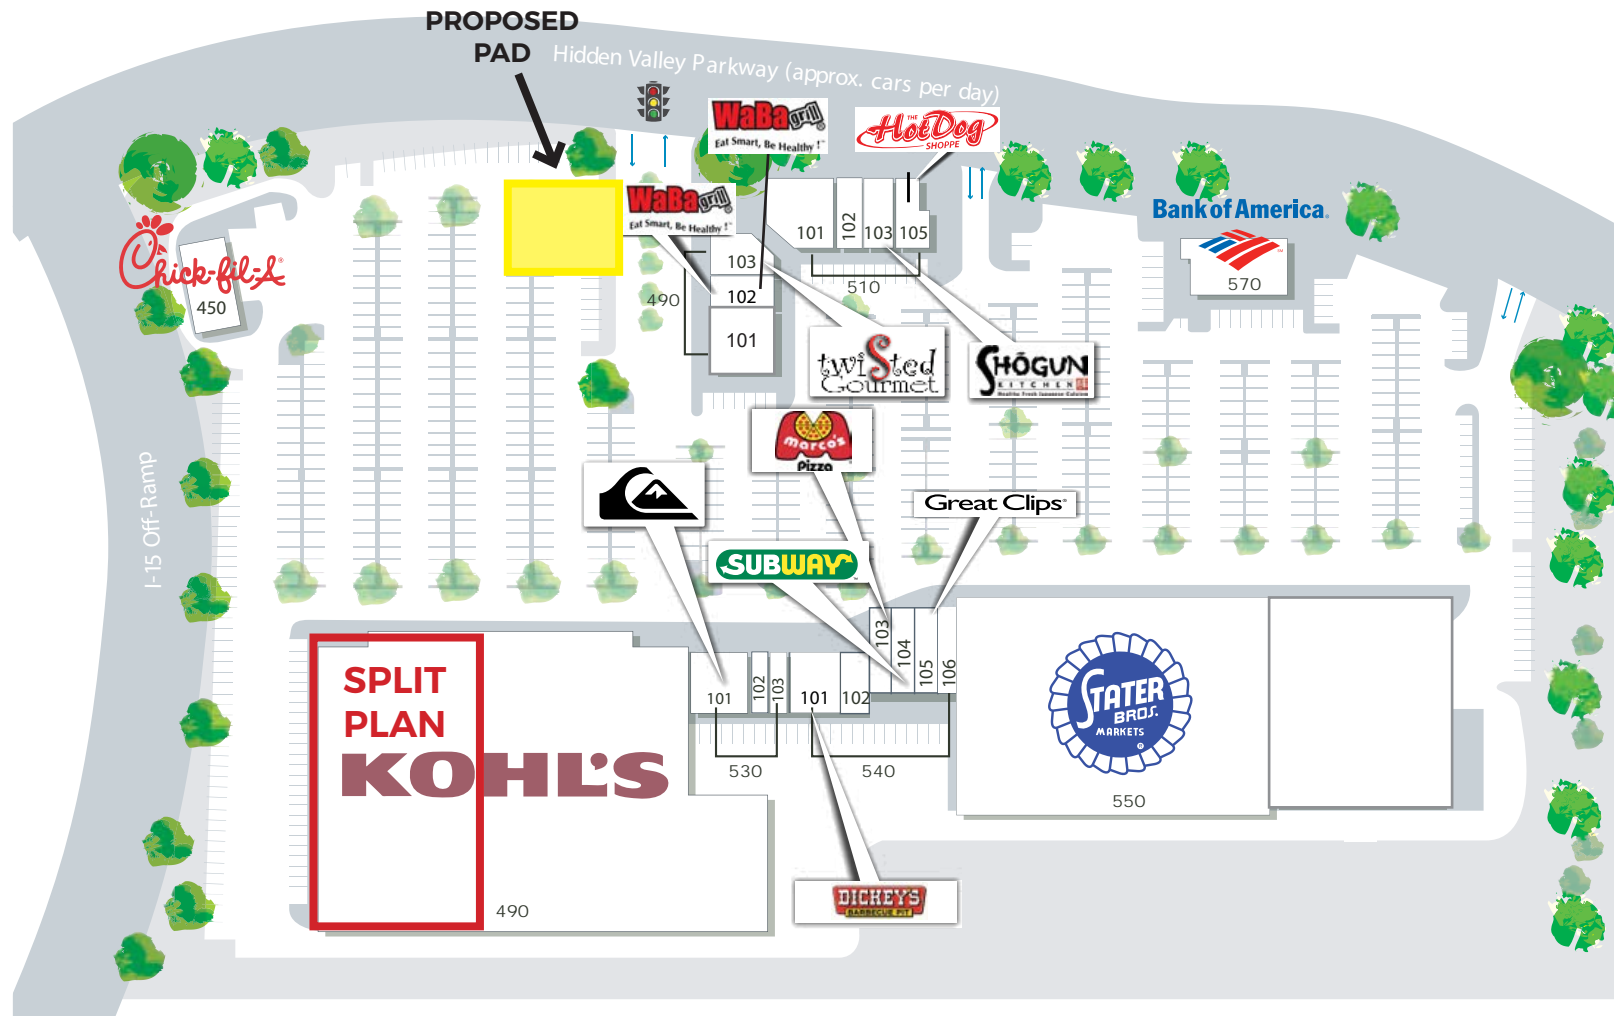 PROPOSED
PAD
Hidden Valley Parkway (approx. cars per day)
WaBa grill
Eat Smart, Be Healthy !
THE
HotDog
SHOPPE
WaBa grill
Eat Smart, Be Healthy !
Bank of America.
Chick-fil-A
450
101
102
103
105
510
103
102
101
490
570
twisted
Gourmet
SHŌGUN
KITCHEN
Marco's
Pizza
I-15 Off-Ramp
Great Clips
SUBWAY
103
104
105
106
SPLIT
PLAN
KOHL'S
101
102
103
101
102
530
540
STATER
BROS.
MARKETS
550
490
DICKEY'S
BARBECUE PIT